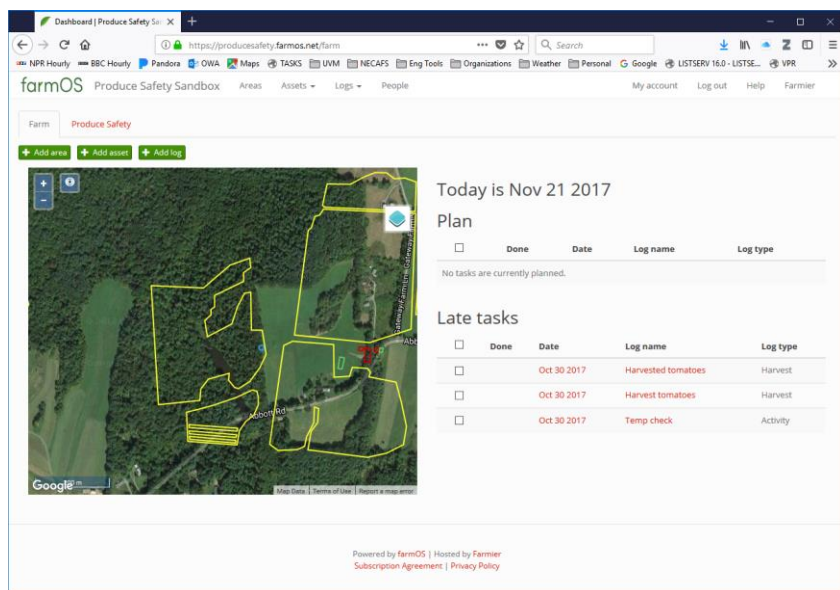 Dashboard | Produce Safety Sa
https://producesafety.farmos.net/farm
Search
NPR Hourly BBC Hourly Pandora OWA Maps TASKS UVM NECAFS Eng Tools Organizations Weather Personal Google LISTSERV 16.0 - LISTSE... VPR
farmOS Produce Safety Sandbox Areas Assets Logs People My account Log out Help Farmier
Farm Produce Safety
+ Add area + Add asset + Add log
Today is Nov 21 2017
Plan
Done Date Log name Log type
No tasks are currently planned.
Late tasks
Done Date Log name Log type
Oct 30 2017 Harvested tomatoes Harvest
Oct 30 2017 Harvest tomatoes Harvest
Oct 30 2017 Temp check Activity
Abbott Rd
Google
Map Data Terms of Use Report a map error
Powered by farmOS | Hosted by Farmier
Subscription Agreement | Privacy Policy